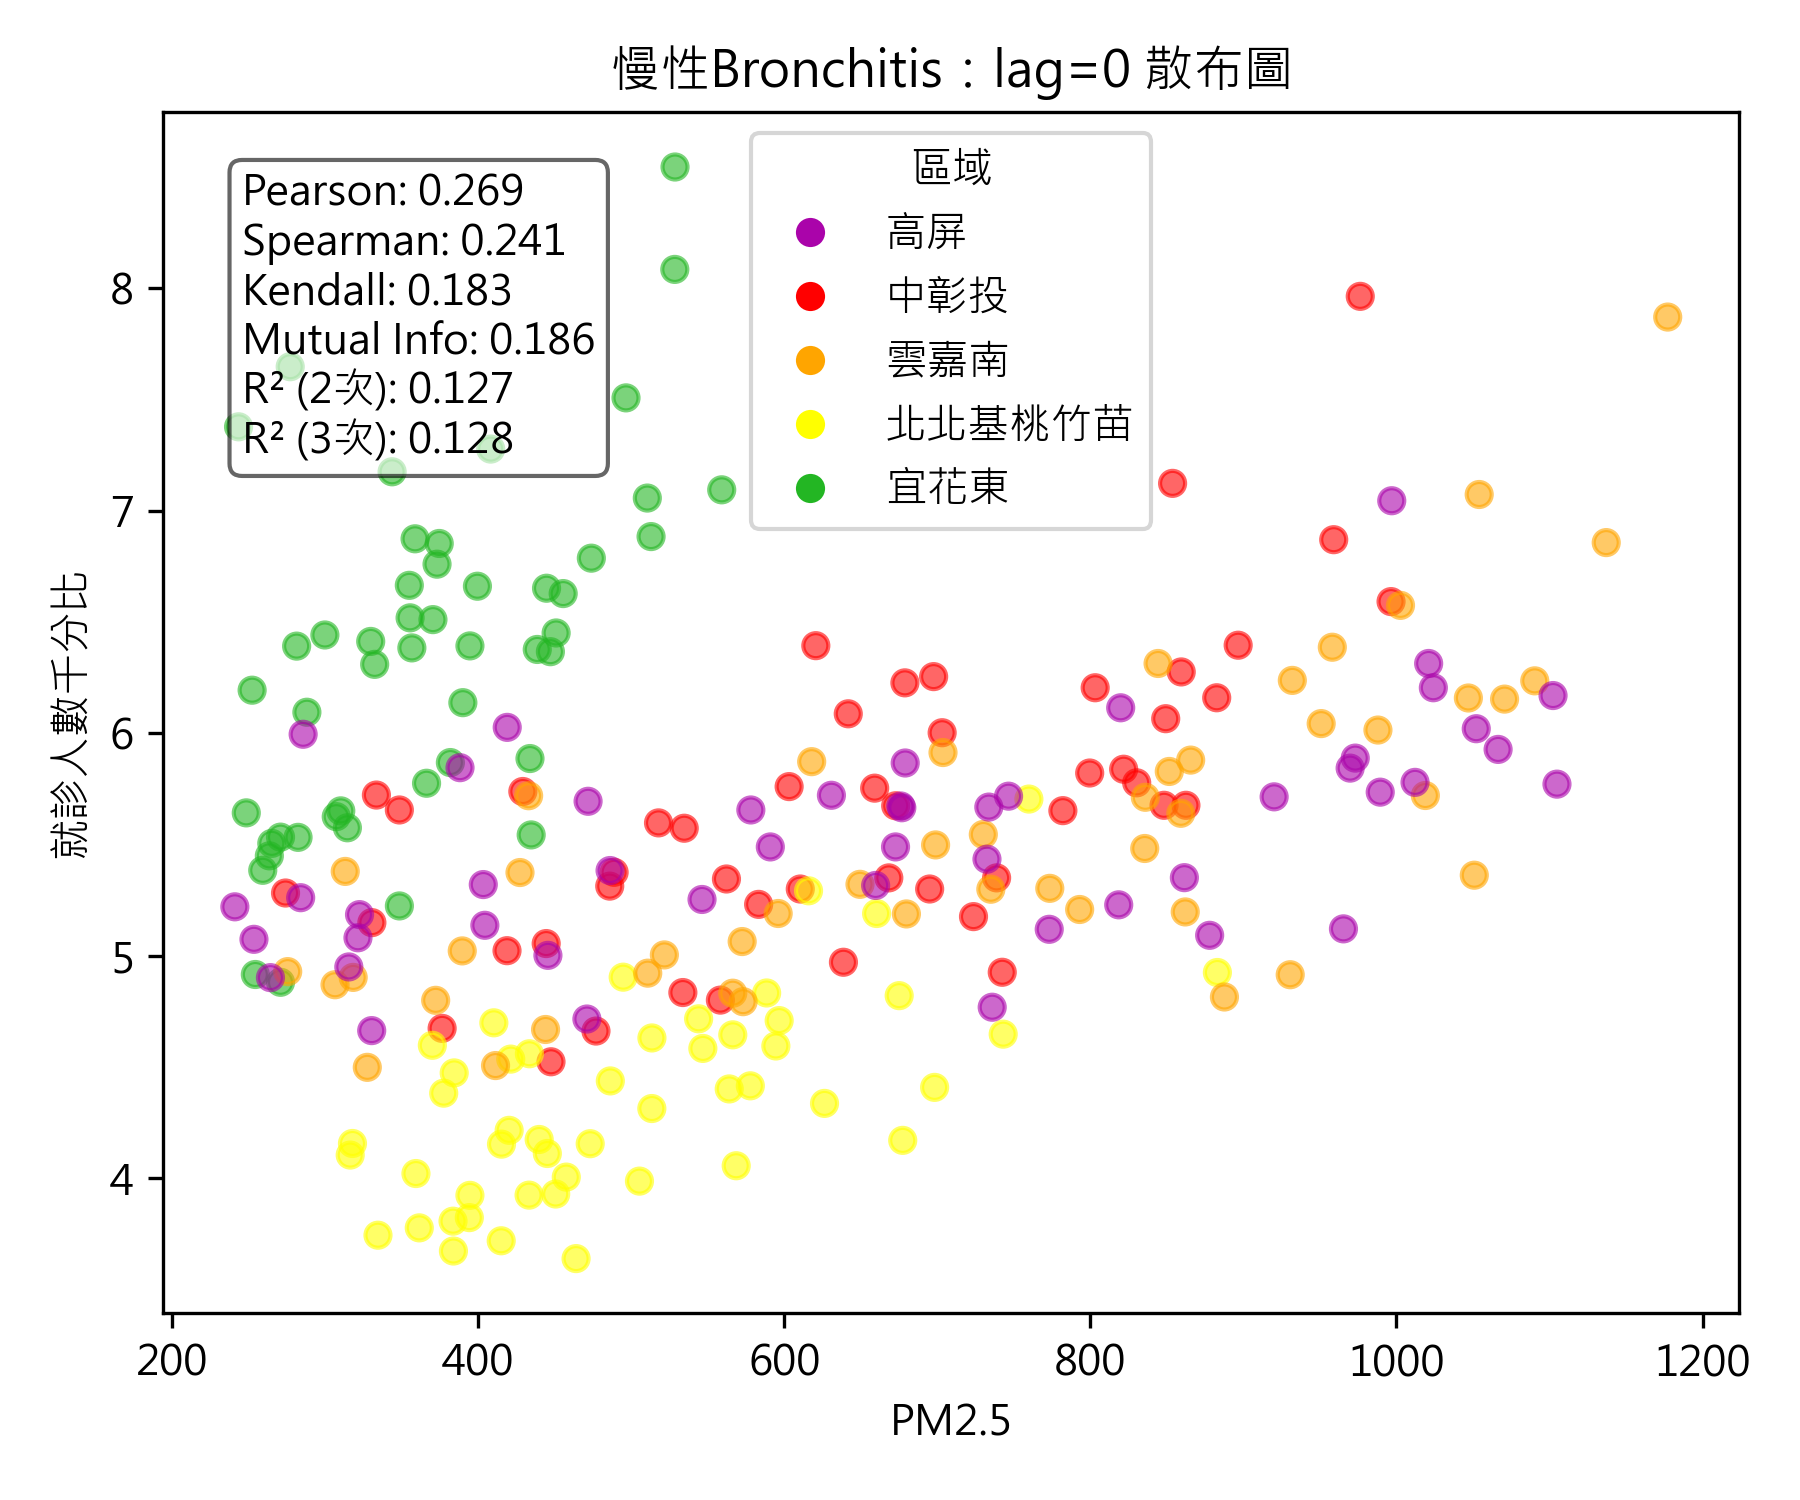 慢性Bronchitis：lag=0 散布圖
Pearson: 0.269
Spearman: 0.241
Kendall: 0.183
Mutual Info: 0.186
R² (2次): 0.127
R² (3次): 0.128
區域
高屏
中彰投
雲嘉南
北北基桃竹苗
宜花東
就診人數千分比
8
7
6
5
4
200 400 600 800 1000 1200
PM2.5